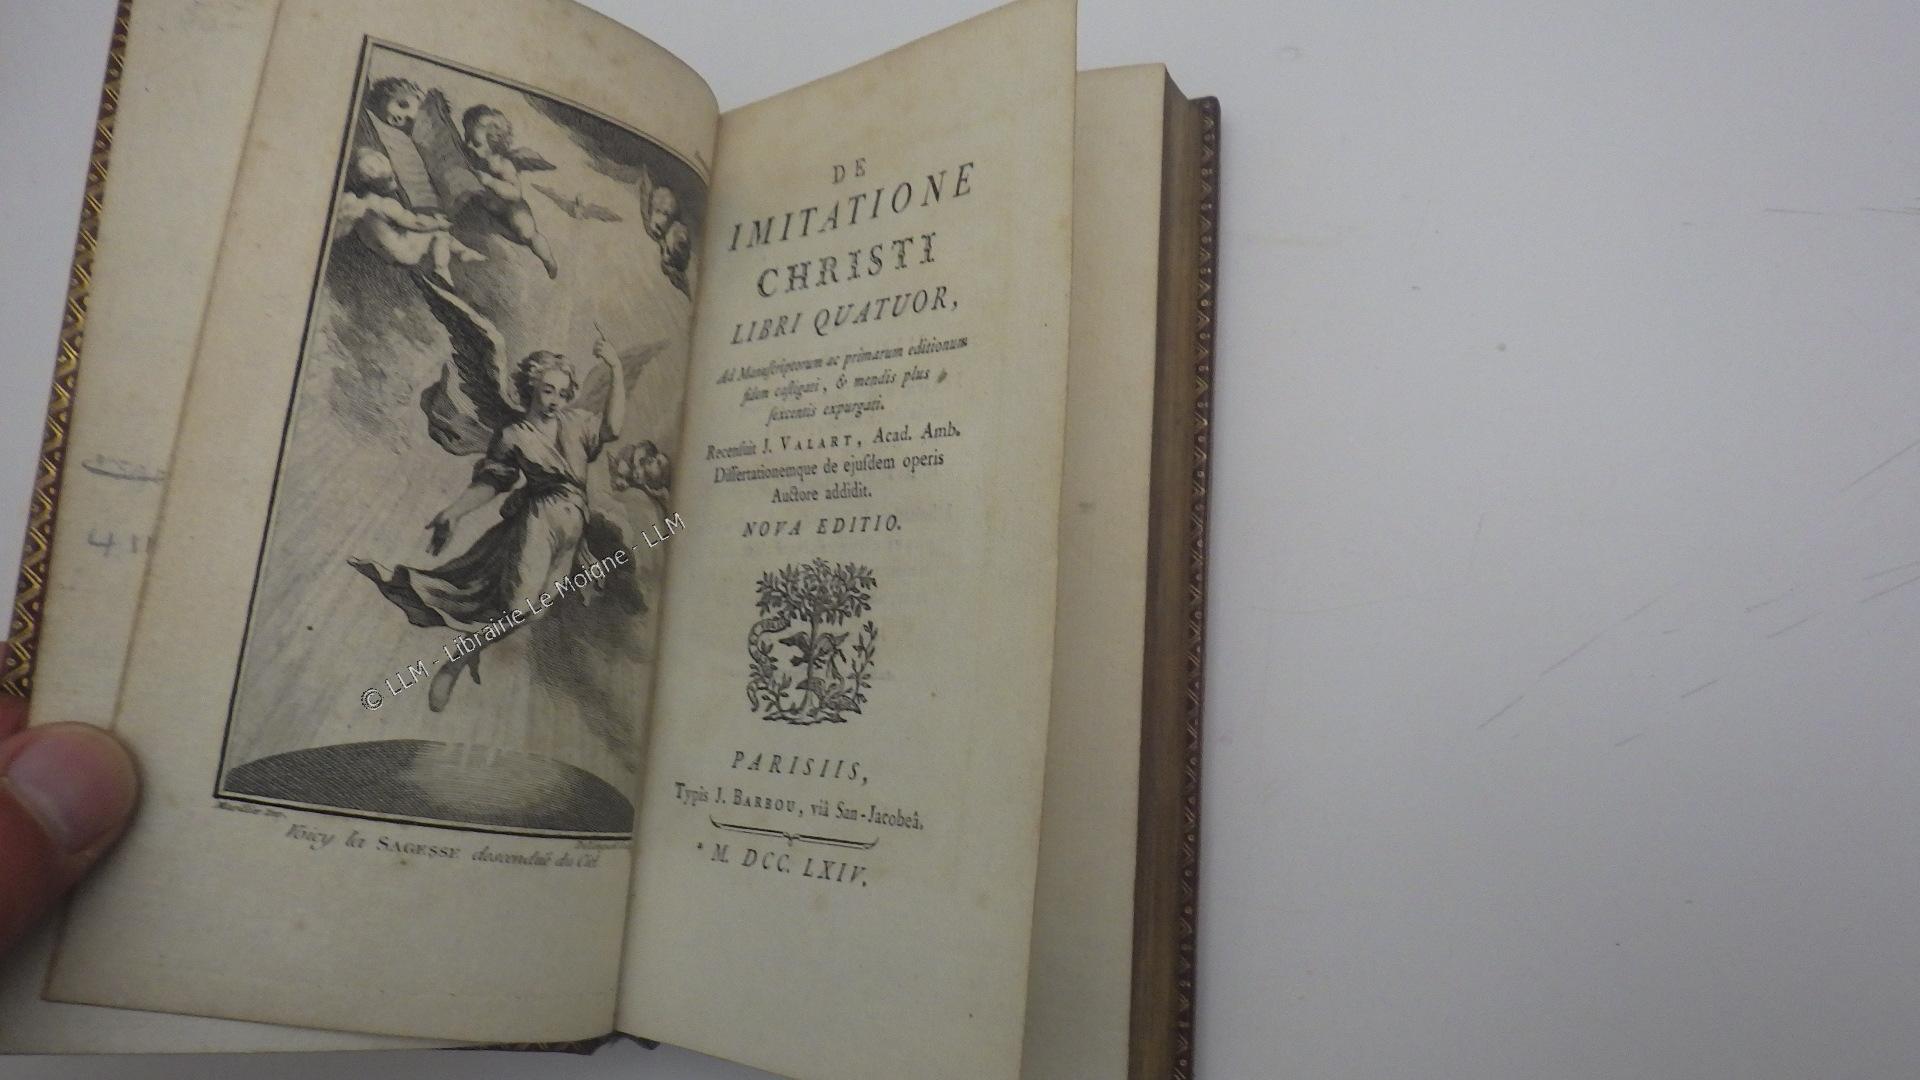 Voicy la SAGESSE descenduë du Ciel
DE
IMITATIONE
CHRISTI
LIBRI QUATUOR,
Ad Manuſcriptorum ac primarum editionum
fidem caſtigati, & mendis plus
ſexcentis expurgati.
Recenſuit J. VALART, Acad. Amb.
Diſſertationemque de ejuſdem operis
Auctore addidit.
NOVA EDITIO.
PARISIIS,
Typis J. BARBOU, viâ San-Jacobeâ.
M. DCC. LXIV.
© LLM - Librairie Le Moigne - LLM